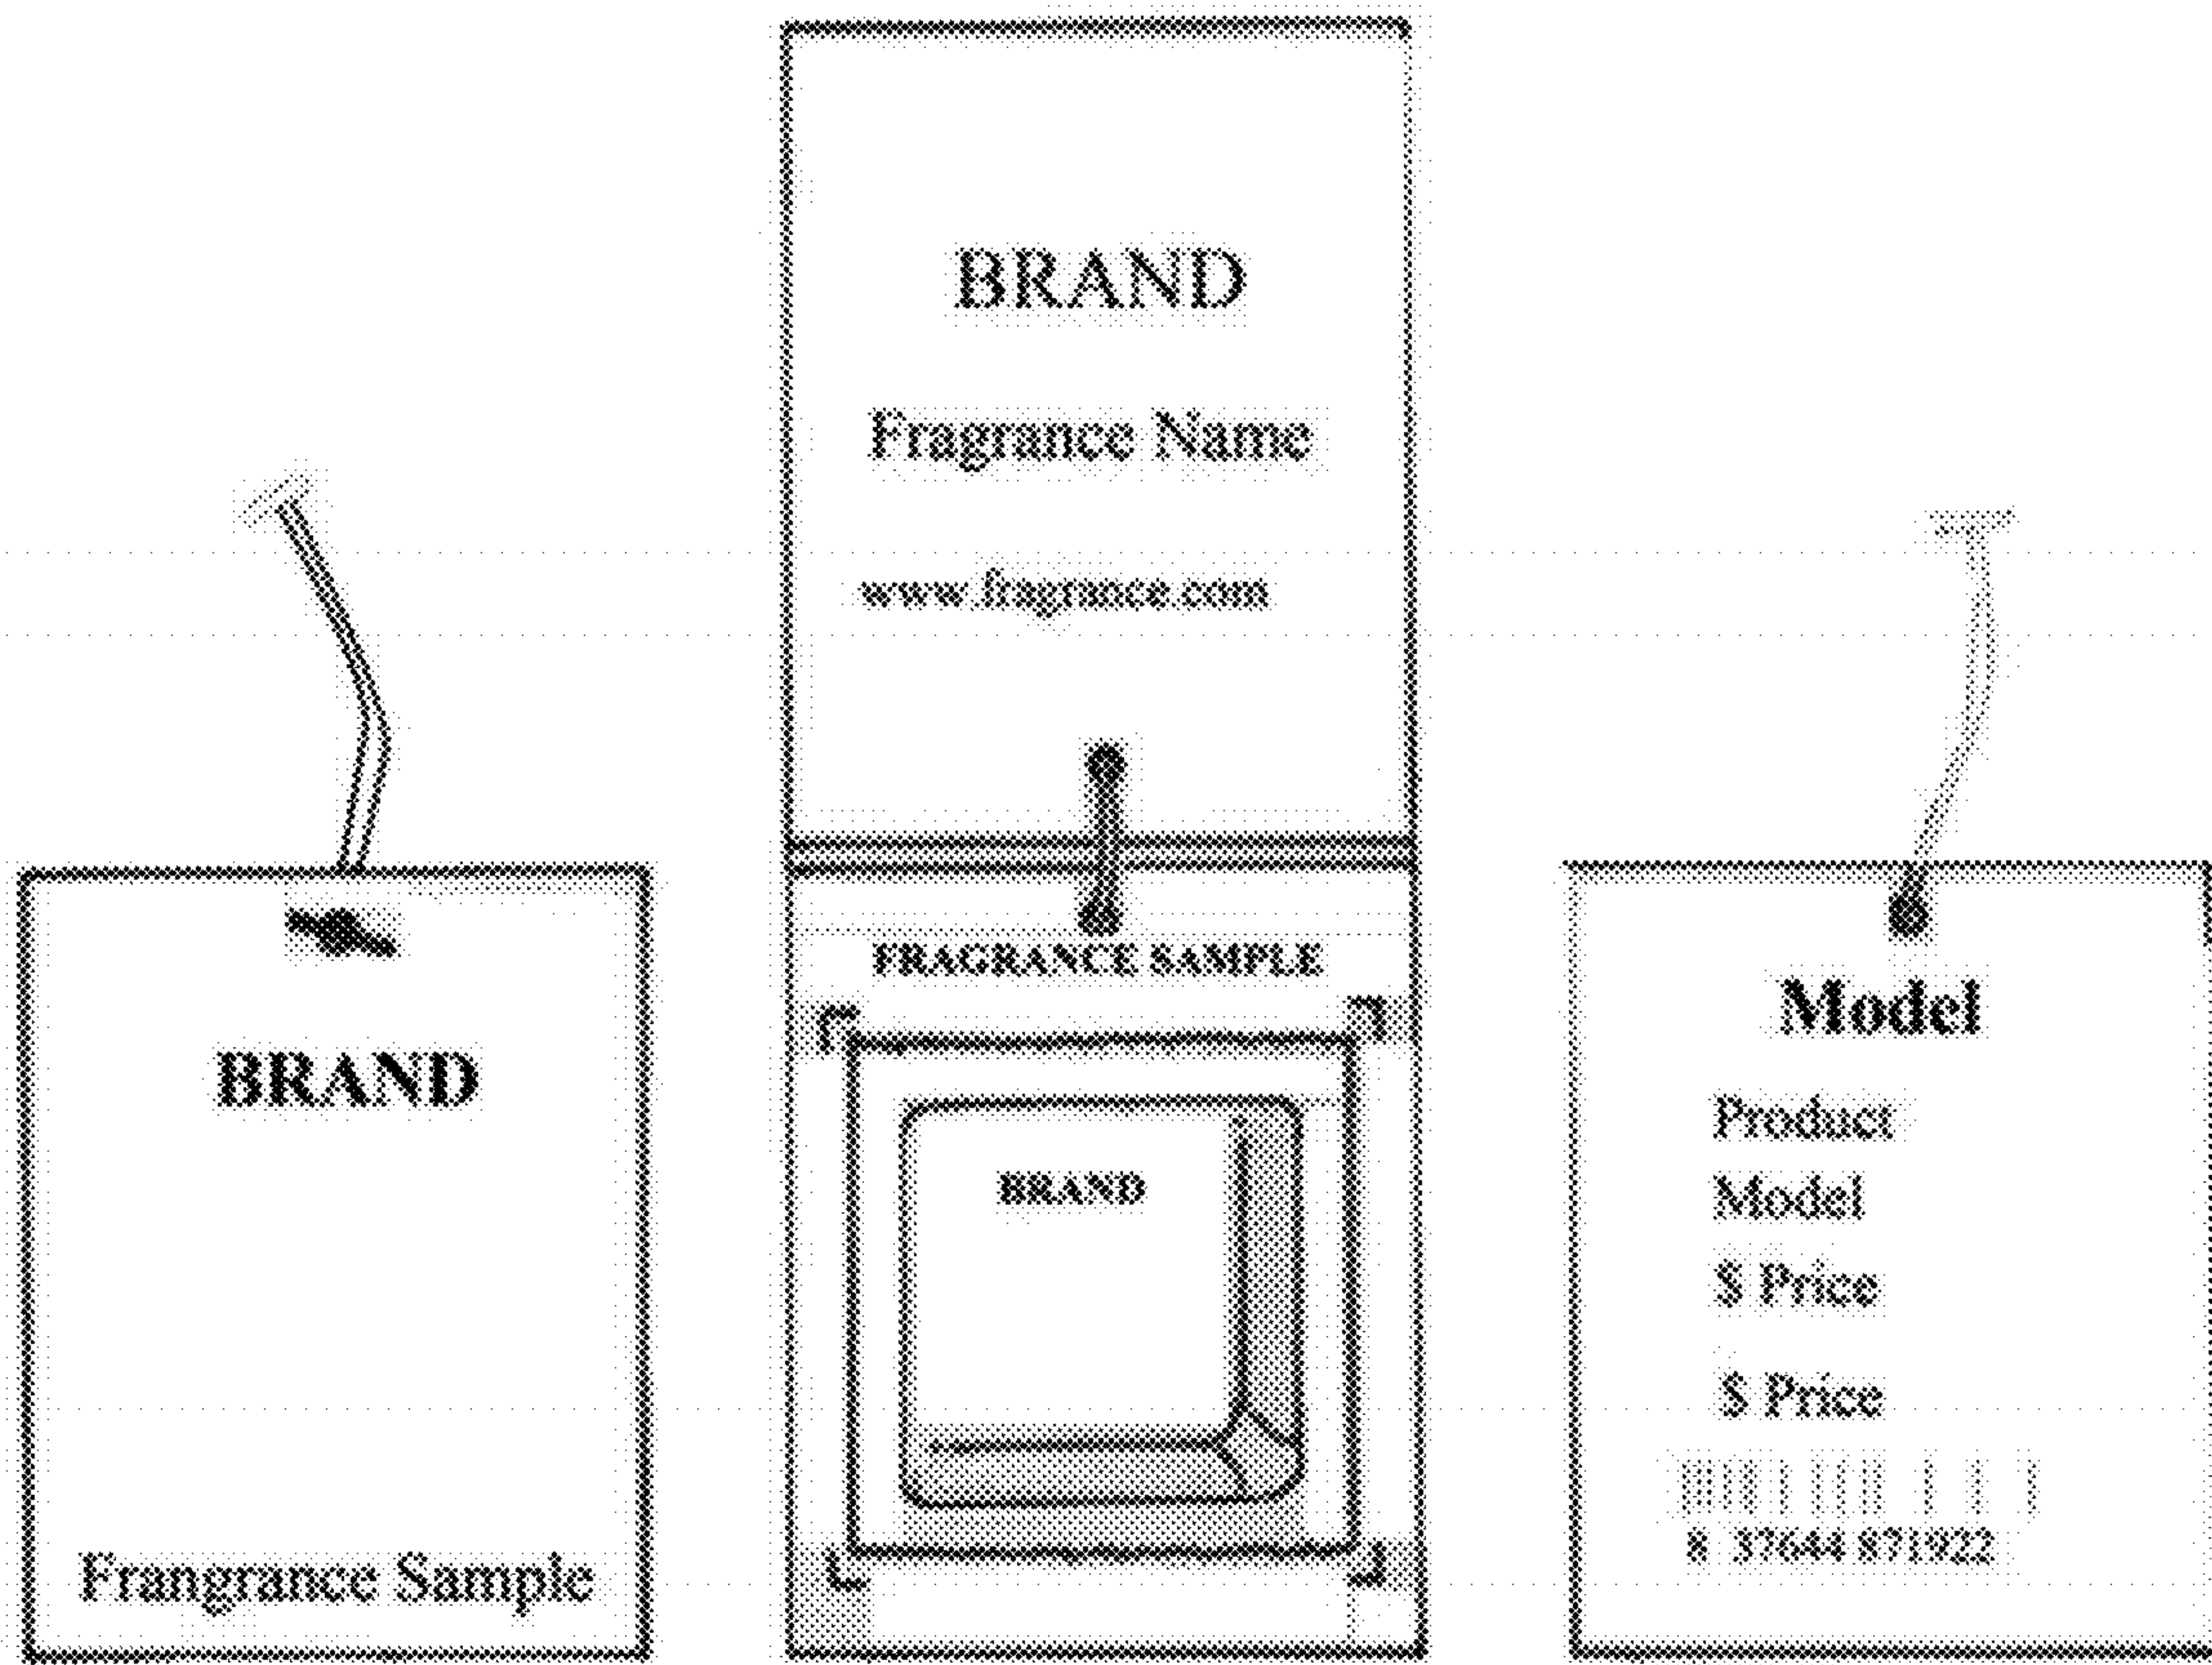 BRAND
Frangrance Sample
BRAND
Fragrance Name
www.fragrance.com
FRAGRANCE SAMPLE
BRAND
Model
Product
Model
$ Price
$ Price
8 37644 871922